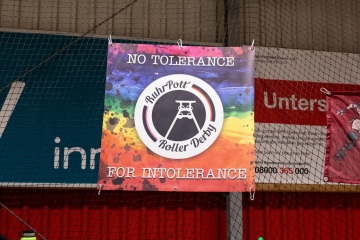 NO TOLERANCE
RuhrPott
Roller Derby
FOR INTOLERANCE
inn
Unters
08000 365 000